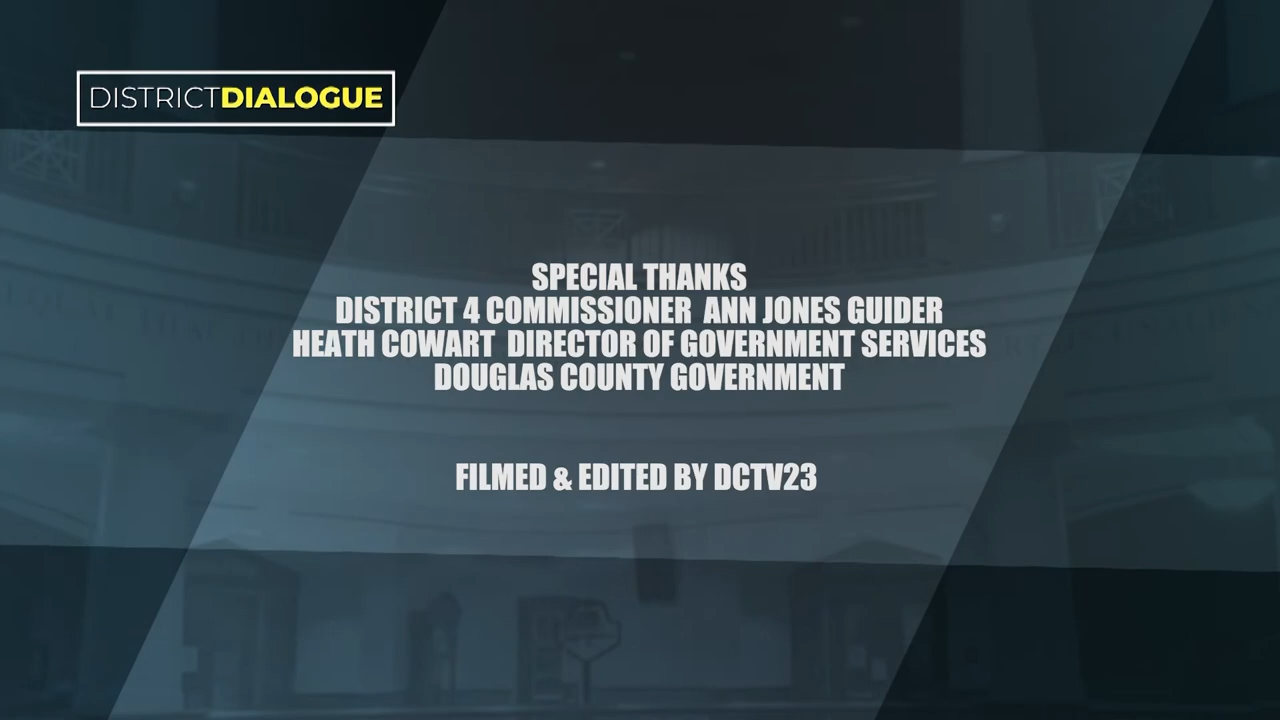 DISTRICTDIALOGUE
SPECIAL THANKS
DISTRICT 4 COMMISSIONER ANN JONES GUIDER
HEATH COWART DIRECTOR OF GOVERNMENT SERVICES
DOUGLAS COUNTY GOVERNMENT
FILMED & EDITED BY DCTV23